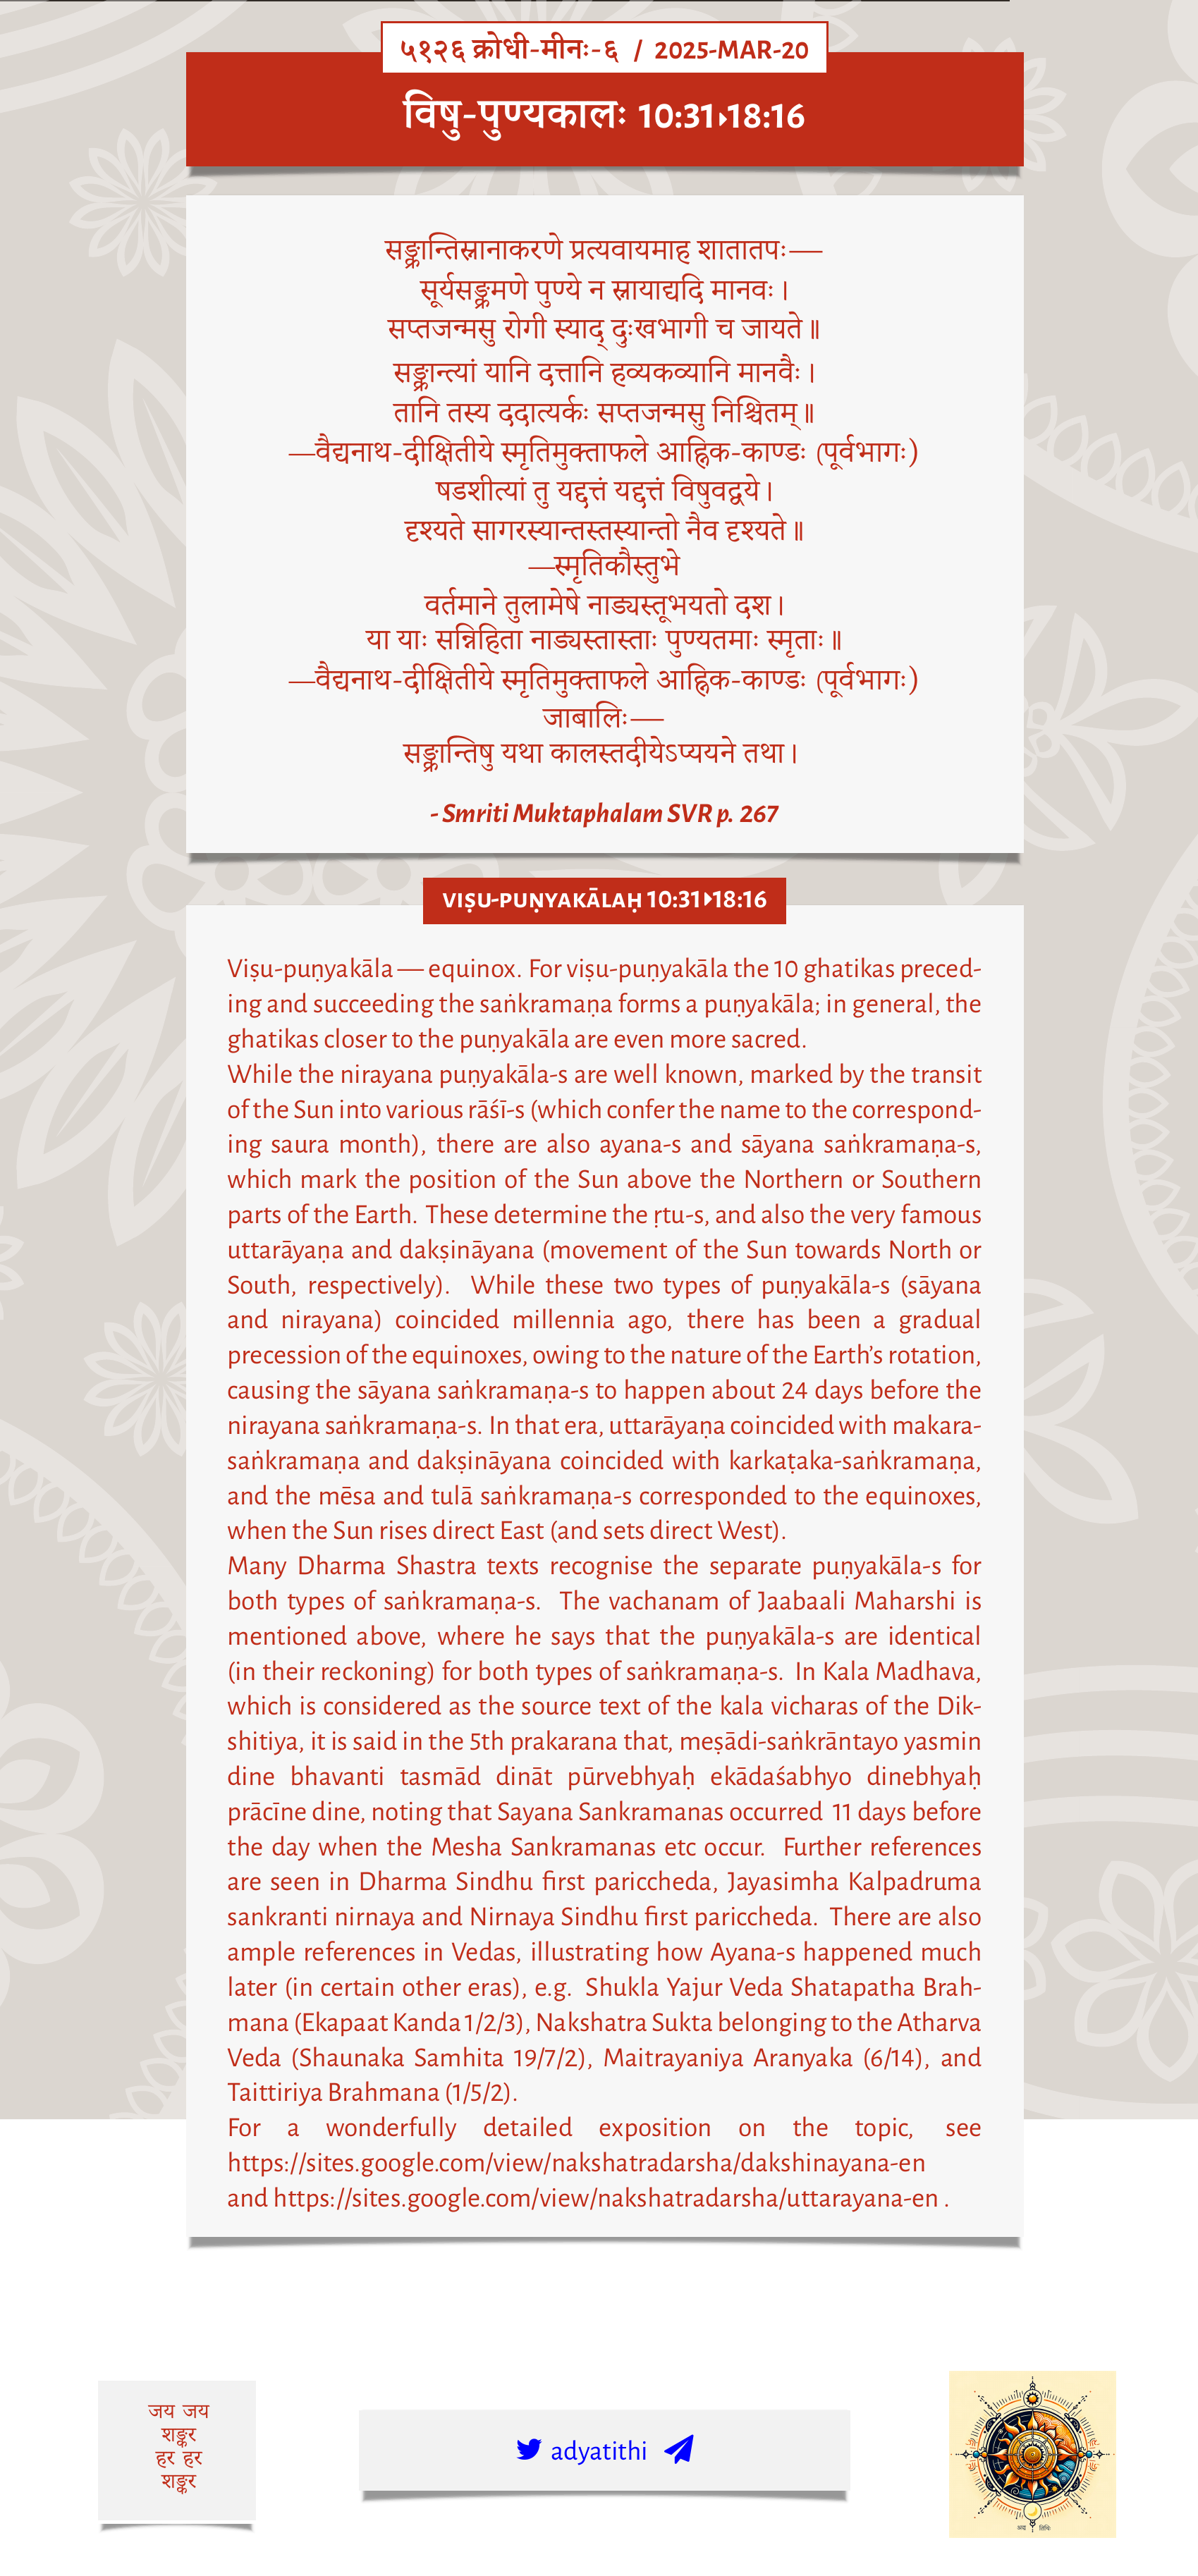 ५१२६ क्रोधी-मीनः-६ / 2025-MAR-20
विषु-पुण्यकालः 10:31▸18:16
सङ्क्रान्तिस्नानाकरणे प्रत्यवायमाह शातातपः—
सूर्यसङ्क्रमणे पुण्ये न स्नायाद्यदि मानवः।
सप्तजन्मसु रोगी स्याद् दुःखभागी च जायते॥
सङ्क्रान्त्यां यानि दत्तानि हव्यकव्यानि मानवैः।
तानि तस्य ददात्यर्कः सप्तजन्मसु निश्चितम्॥
—वैद्यनाथ-दीक्षितीये स्मृतिमुक्ताफले आह्निक-काण्डः (पूर्वभागः)
षडशीत्यां तु यद्दत्तं यद्दत्तं विषुवद्वये।
दृश्यते सागरस्यान्तस्तस्यान्तो नैव दृश्यते॥
—स्मृतिकौस्तुभे
वर्तमाने तुलामेषे नाड्यस्तूभयतो दश।
या याः सन्निहिता नाड्यस्तास्ताः पुण्यतमाः स्मृताः॥
—वैद्यनाथ-दीक्षितीये स्मृतिमुक्ताफले आह्निक-काण्डः (पूर्वभागः)
जाबालिः—
सङ्क्रान्तिषु यथा कालस्तदीयेऽप्ययने तथा।
- Smriti Muktaphalam SVR p. 267
VIṢU-PUṆYAKĀLAḤ 10:31▸18:16
Viṣu-puṇyakāla — equinox. For viṣu-puṇyakāla the 10 ghatikas preced-
ing and succeeding the saṅkramaṇa forms a puṇyakāla; in general, the
ghatikas closer to the puṇyakāla are even more sacred.
While the nirayana puṇyakāla-s are well known, marked by the transit
of the Sun into various rāśī-s (which confer the name to the correspond-
ing saura month), there are also ayana-s and sāyana saṅkramaṇa-s,
which mark the position of the Sun above the Northern or Southern
parts of the Earth. These determine the ṛtu-s, and also the very famous
uttarāyaṇa and dakṣiṇāyana (movement of the Sun towards North or
South, respectively). While these two types of puṇyakāla-s (sāyana
and nirayana) coincided millennia ago, there has been a gradual
precession of the equinoxes, owing to the nature of the Earth’s rotation,
causing the sāyana saṅkramaṇa-s to happen about 24 days before the
nirayana saṅkramaṇa-s. In that era, uttarāyaṇa coincided with makara-
saṅkramaṇa and dakṣiṇāyana coincided with karkaṭaka-saṅkramaṇa,
and the mēsa and tulā saṅkramaṇa-s corresponded to the equinoxes,
when the Sun rises direct East (and sets direct West).
Many Dharma Shastra texts recognise the separate puṇyakāla-s for
both types of saṅkramaṇa-s. The vachanam of Jaabaali Maharshi is
mentioned above, where he says that the puṇyakāla-s are identical
(in their reckoning) for both types of saṅkramaṇa-s. In Kala Madhava,
which is considered as the source text of the kala vicharas of the Dik-
shitiya, it is said in the 5th prakarana that, meṣādi-saṅkrāntayo yasmin
dine bhavanti tasmād dināt pūrvebhyaḥ ekādaśabhyo dinebhyaḥ
prācīne dine, noting that Sayana Sankramanas occurred 11 days before
the day when the Mesha Sankramanas etc occur. Further references
are seen in Dharma Sindhu first pariccheda, Jayasimha Kalpadruma
sankranti nirnaya and Nirnaya Sindhu first pariccheda. There are also
ample references in Vedas, illustrating how Ayana-s happened much
later (in certain other eras), e.g. Shukla Yajur Veda Shatapatha Brah-
mana (Ekapaat Kanda 1/2/3), Nakshatra Sukta belonging to the Atharva
Veda (Shaunaka Samhita 19/7/2), Maitrayaniya Aranyaka (6/14), and
Taittiriya Brahmana (1/5/2).
For a wonderfully detailed exposition on the topic, see
https://sites.google.com/view/nakshatradarsha/dakshinayana-en
and https://sites.google.com/view/nakshatradarsha/uttarayana-en .
जय जय
शङ्कर
हर हर
शङ्कर
adyatithi
अद्य तिथिः